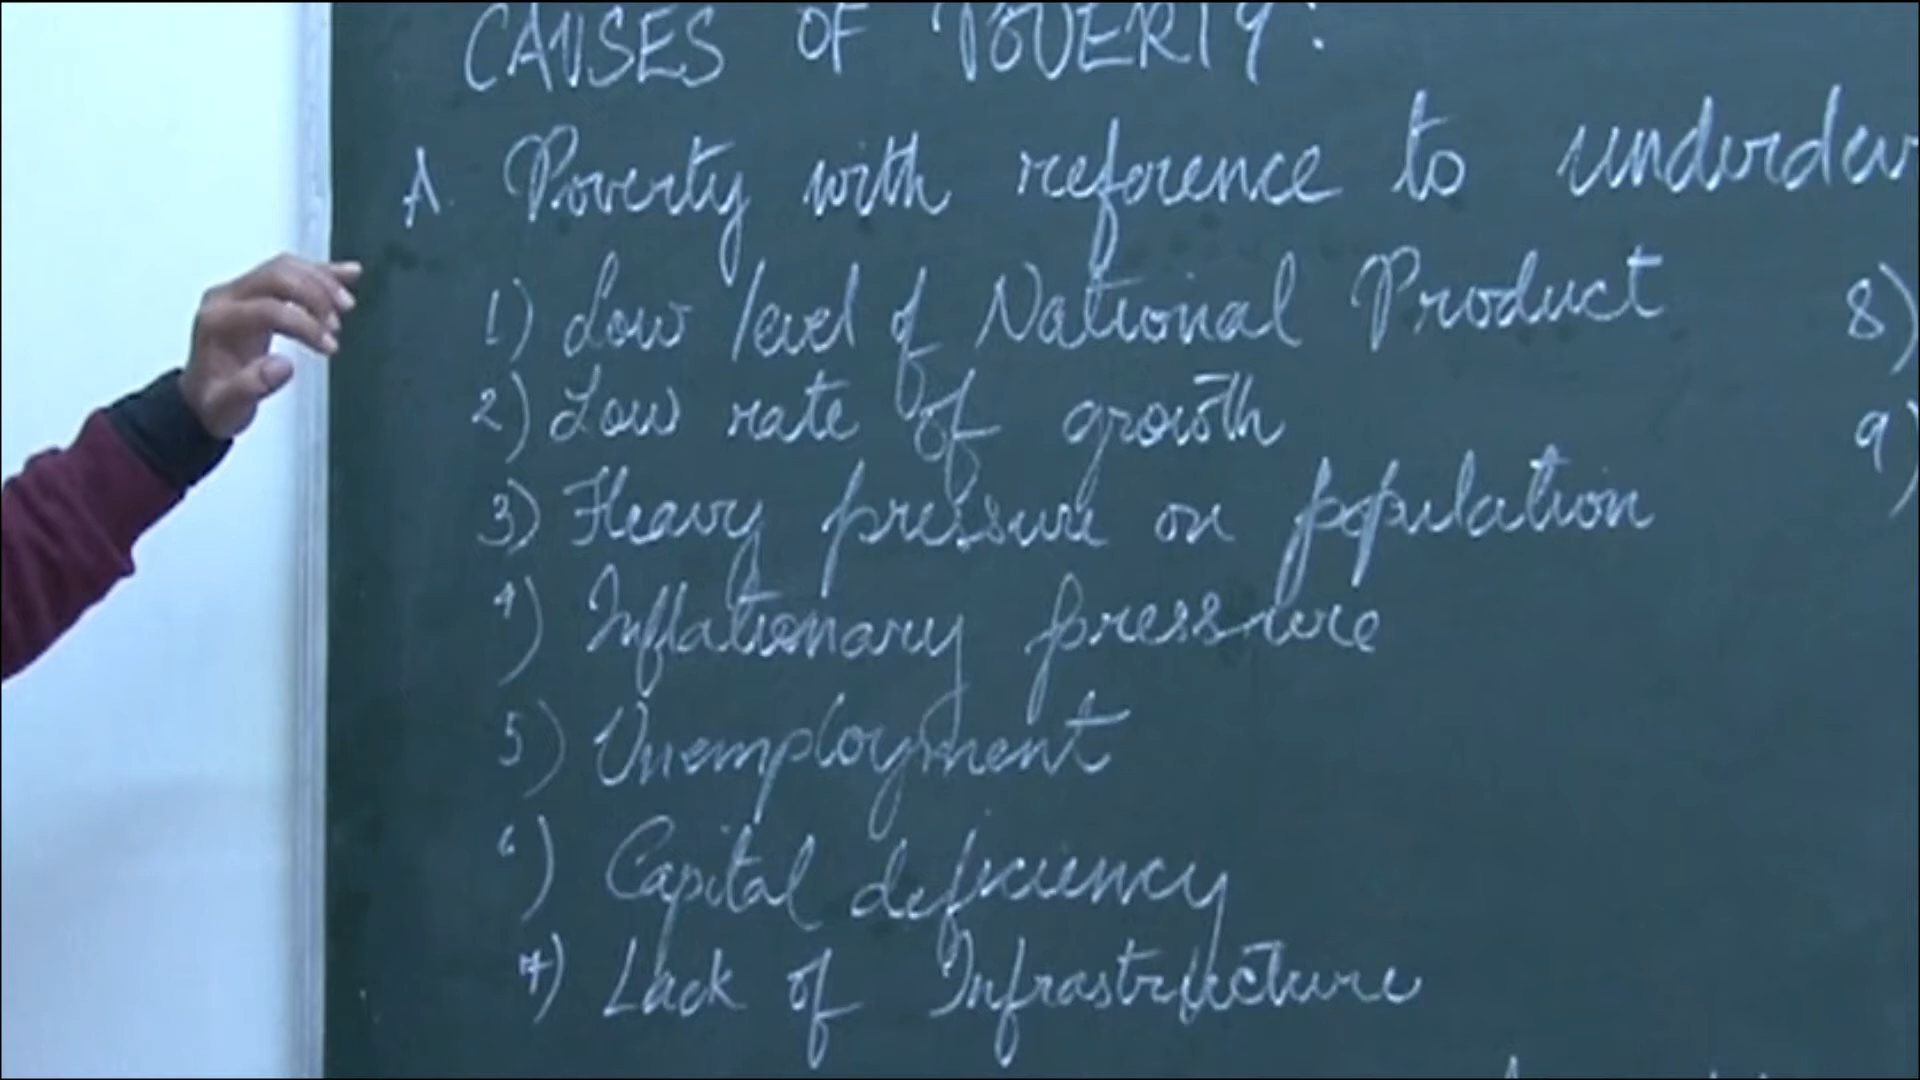 CAUSES OF POVERTY:
A. Poverty with reference to underdev
1) Low level of National Product
2) Low rate of growth
3) Heavy pressure on population
4) Inflationary pressure
5) Unemployment
6) Capital deficiency
7) Lack of Infrastructure
8)
9)